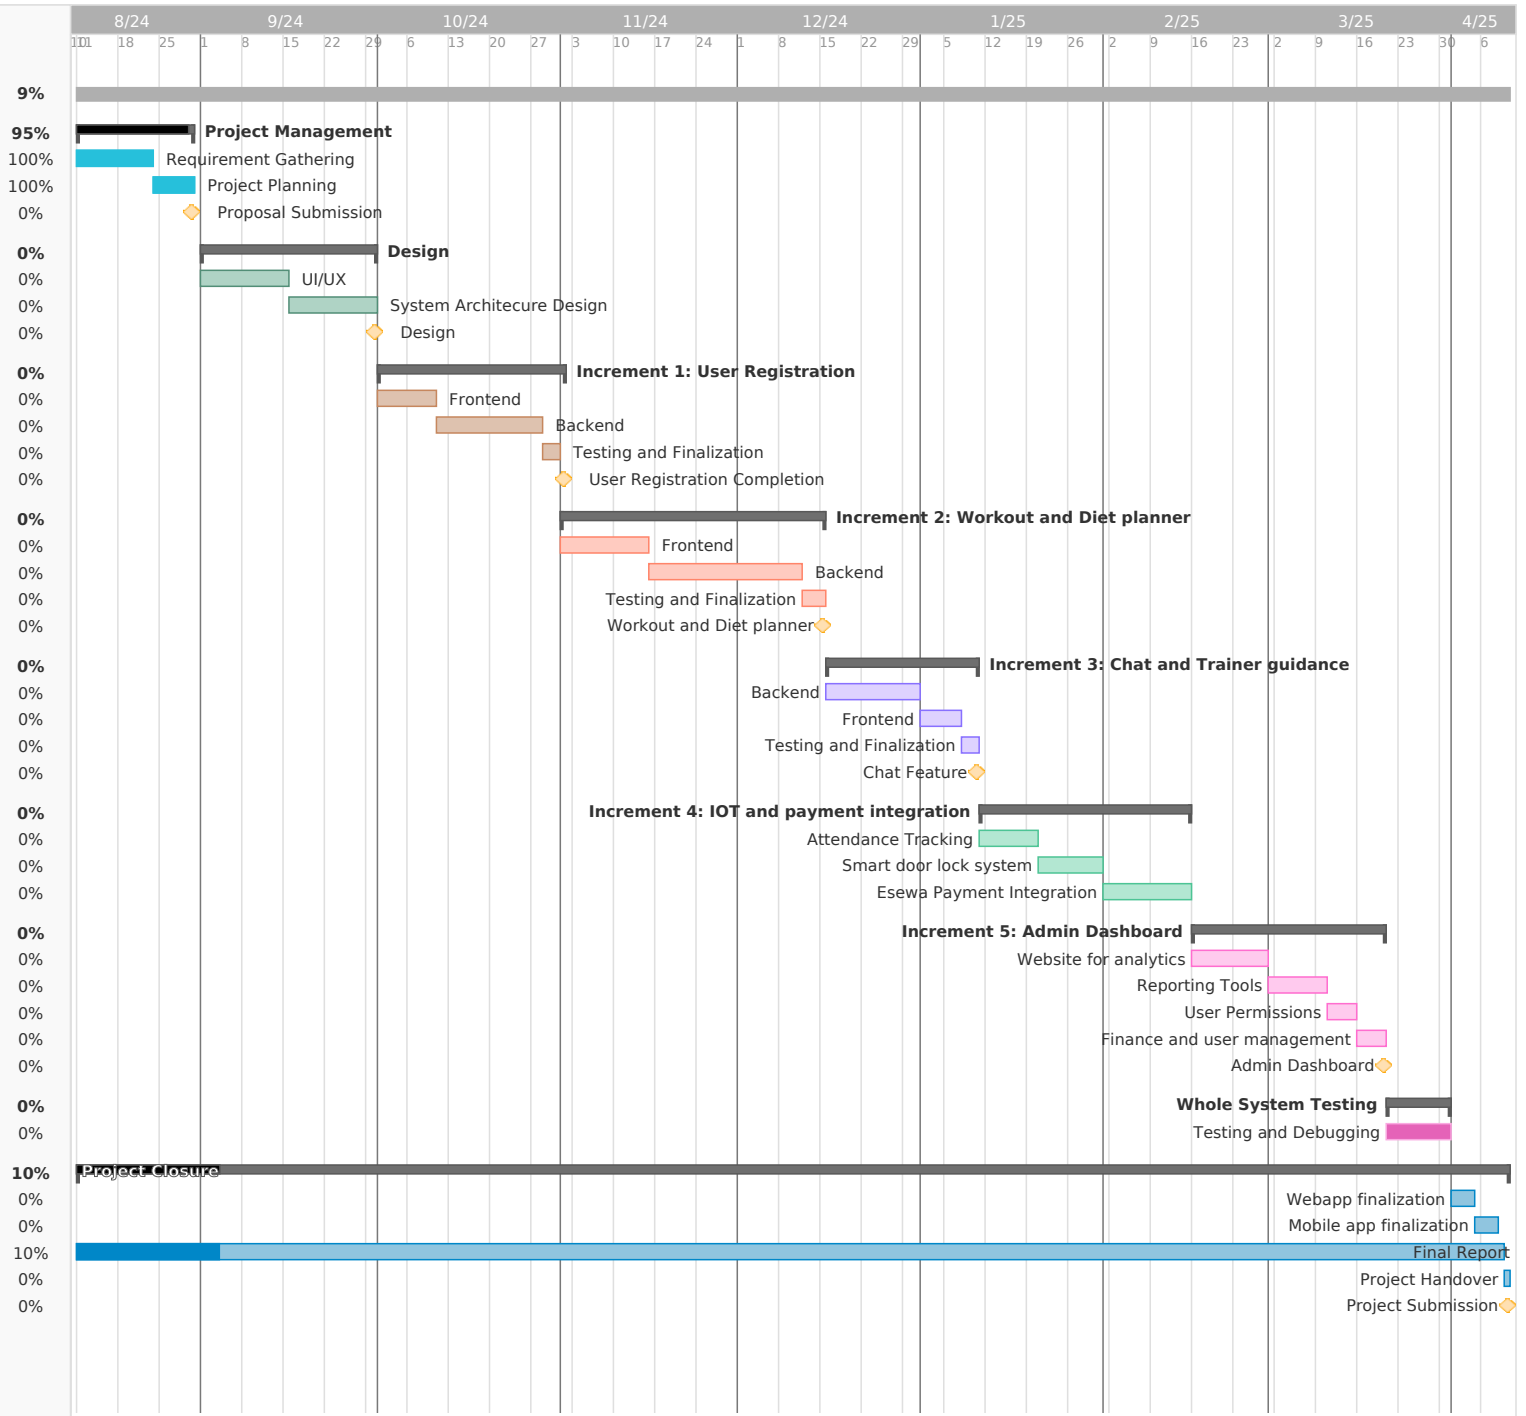 8/24 9/24 10/24 11/24 12/24 1/25 2/25 3/25 4/25
11 18 25 1 8 15 22 29 6 13 20 27 3 10 17 24 1 8 15 22 29 5 12 19 26 2 9 16 23 2 9 16 23 30 6
9%
95% Project Management
100% Requirement Gathering
100% Project Planning
0% Proposal Submission
0% Design
0% UI/UX
0% System Architecure Design
0% Design
0% Increment 1: User Registration
0% Frontend
0% Backend
0% Testing and Finalization
0% User Registration Completion
0% Increment 2: Workout and Diet planner
0% Frontend
0% Backend
0% Testing and Finalization
0% Workout and Diet planner
0% Increment 3: Chat and Trainer guidance
0% Backend
0% Frontend
0% Testing and Finalization
0% Chat Feature
0% Increment 4: IOT and payment integration
0% Attendance Tracking
0% Smart door lock system
0% Esewa Payment Integration
0% Increment 5: Admin Dashboard
0% Website for analytics
0% Reporting Tools
0% User Permissions
0% Finance and user management
0% Admin Dashboard
0% Whole System Testing
0% Testing and Debugging
10% Project Closure
0% Webapp finalization
0% Mobile app finalization
10% Final Report
0% Project Handover
0% Project Submission